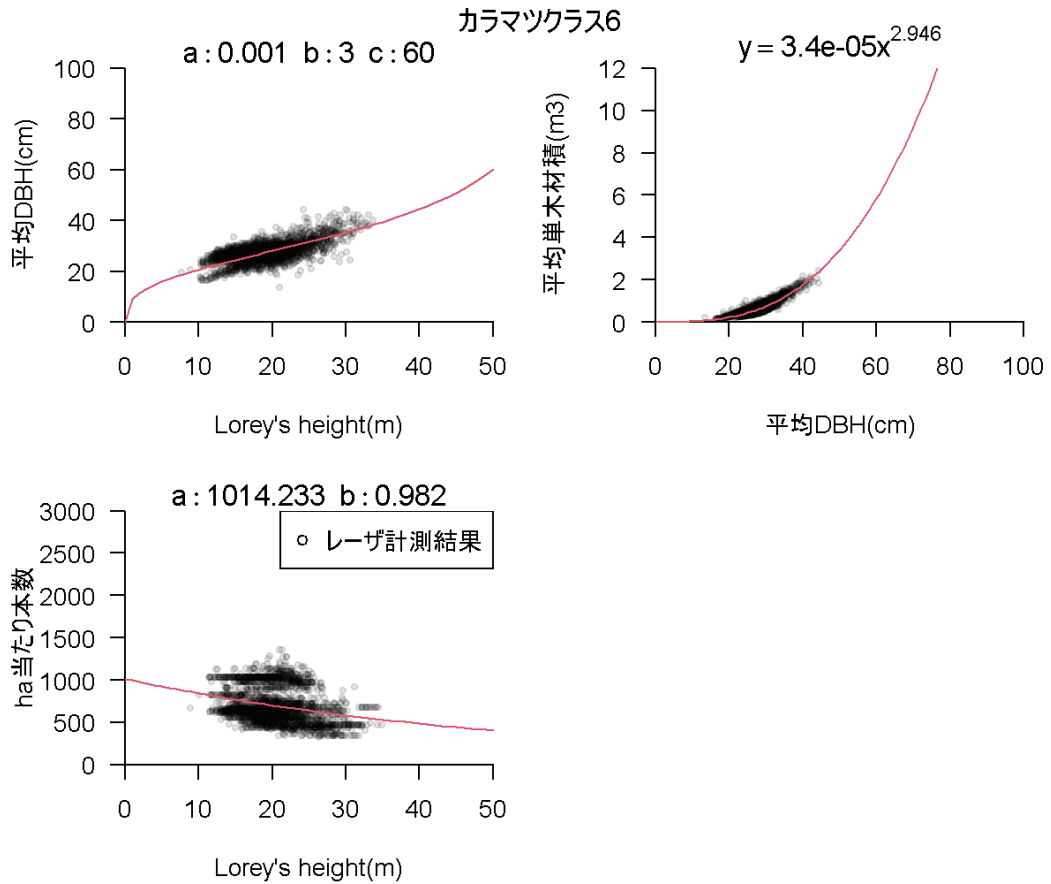 カラマツクラス6
a : 0.001 b : 3 c : 60
平均DBH(cm)
100
80
60
40
20
0
0 10 20 30 40 50
Lorey's height(m)
y = 3.4e-05x^2.946
平均単木材積(m3)
12
10
8
6
4
2
0
0 20 40 60 80 100
平均DBH(cm)
a : 1014.233 b : 0.982
ha当たり本数
3000
2500
2000
1500
1000
500
0
レーザ計測結果
0 10 20 30 40 50
Lorey's height(m)